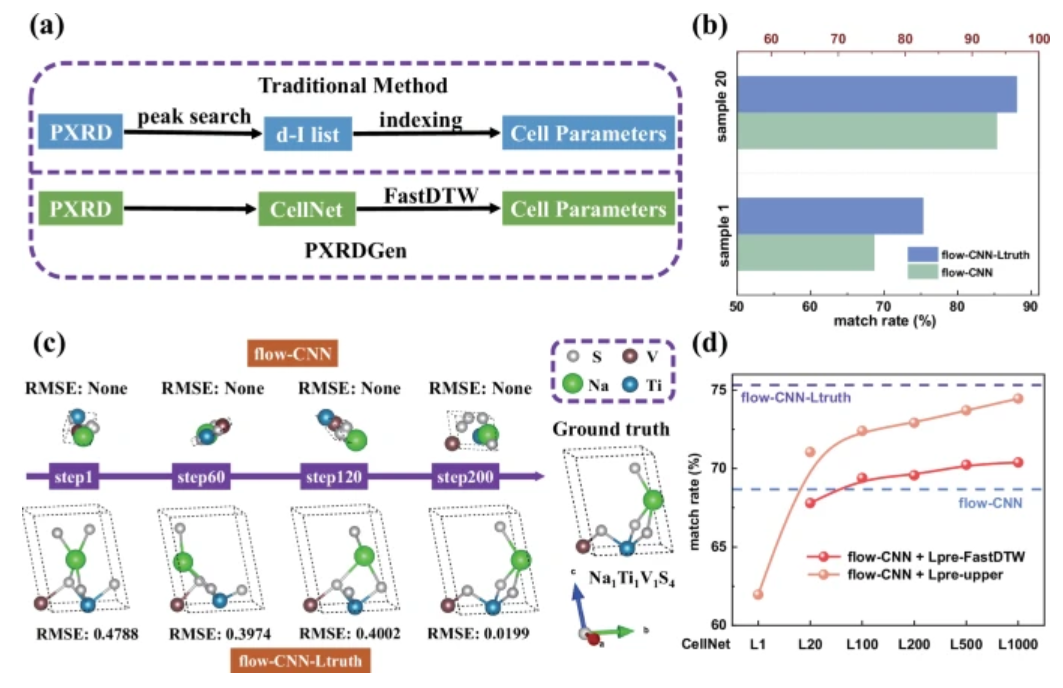 (a)
Traditional Method
PXRD peak search d-I list indexing Cell Parameters
PXRD CellNet FastDTW Cell Parameters
PXRDGen
(b)
60 70 80 90 100
sample 20
sample 1
flow-CNN-Ltruth
flow-CNN
50 60 70 80 90
match rate (%)
(c)
flow-CNN
RMSE: None RMSE: None RMSE: None RMSE: None
step1 step60 step120 step200
RMSE: 0.4788 RMSE: 0.3974 RMSE: 0.4002 RMSE: 0.0199
flow-CNN-Ltruth
S V
Na Ti
Ground truth
Na₁Ti₁V₁S₄
c
b
a
(d)
match rate (%)
75
70
65
60
flow-CNN-Ltruth
flow-CNN
flow-CNN + Lpre-FastDTW
flow-CNN + Lpre-upper
CellNet L1 L20 L100 L200 L500 L1000